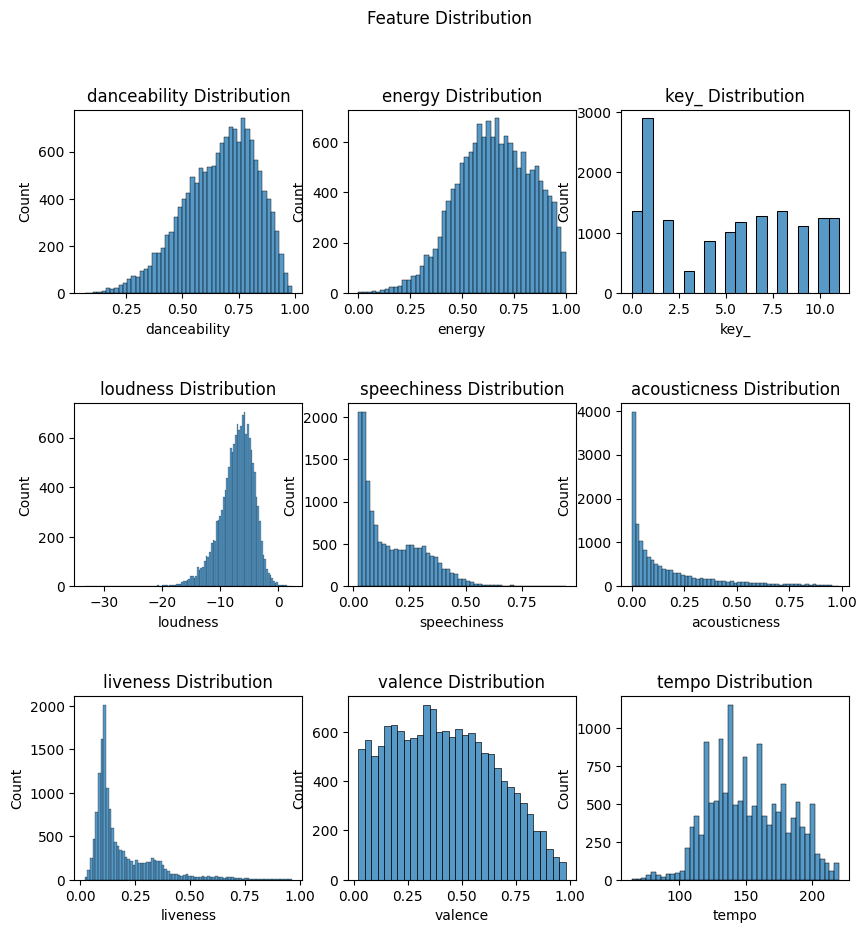 Feature Distribution
danceability Distribution
Count
600
400
200
0
0.25
0.50
0.75
1.00
danceability
energy Distribution
Count
600
400
200
0
0.00
0.25
0.50
0.75
1.00
energy
key_ Distribution
Count
3000
2000
1000
0
0.0
2.5
5.0
7.5
10.0
key_
loudness Distribution
Count
600
400
200
0
−30
−20
−10
0
loudness
speechiness Distribution
Count
2000
1500
1000
500
0
0.00
0.25
0.50
0.75
speechiness
acousticness Distribution
Count
4000
3000
2000
1000
0
0.00
0.25
0.50
0.75
1.00
acousticness
liveness Distribution
Count
2000
1500
1000
500
0
0.00
0.25
0.50
0.75
1.00
liveness
valence Distribution
Count
600
400
200
0
0.00
0.25
0.50
0.75
1.00
valence
tempo Distribution
Count
1000
750
500
250
0
100
150
200
tempo